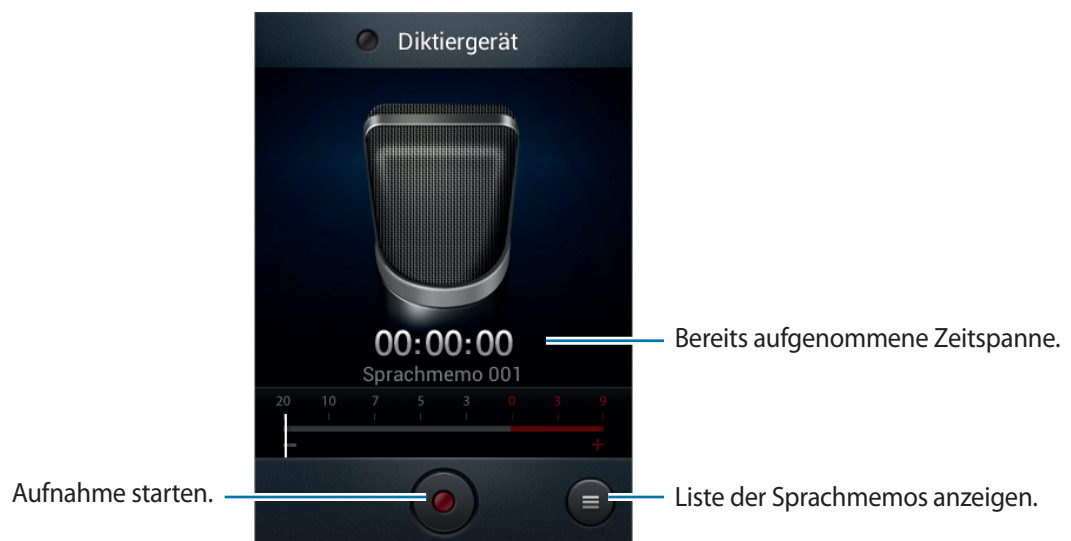 Diktiergerät
00:00:00
Bereits aufgenommene Zeitspanne.
Sprachmemo 001
20 10 7 5 3 0 3 9
- +
Aufnahme starten.
Liste der Sprachmemos anzeigen.